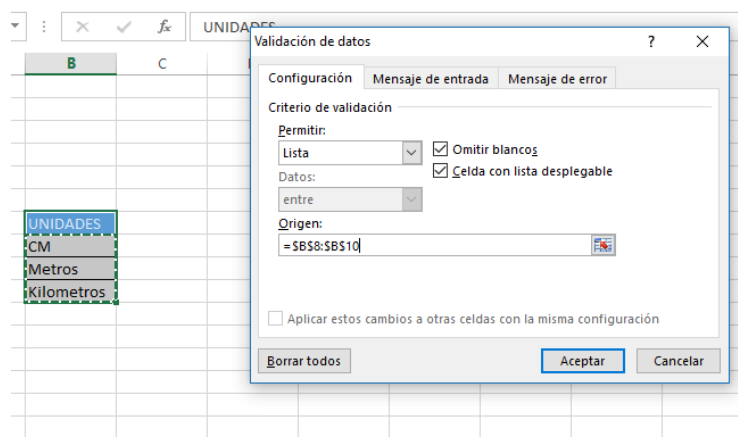 fx UNIDADES
Validación de datos ? X
B C
Configuración Mensaje de entrada Mensaje de error
Criterio de validación
Permitir:
Lista
Omitir blancos
Celda con lista desplegable
Datos:
entre
Origen:
=$B$8:$B$10
UNIDADES
CM
Metros
Kilometros
Aplicar estos cambios a otras celdas con la misma configuración
Borrar todos Aceptar Cancelar